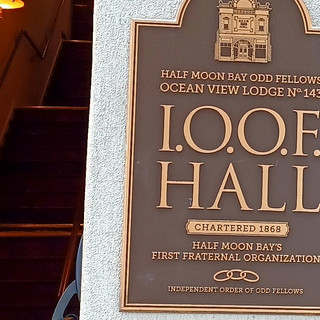 HALF MOON BAY ODD FELLOWS
OCEAN VIEW LODGE Nº 143
I.O.O.F.
HALL
CHARTERED 1868
HALF MOON BAY'S
FIRST FRATERNAL ORGANIZATION
INDEPENDENT ORDER OF ODD FELLOWS